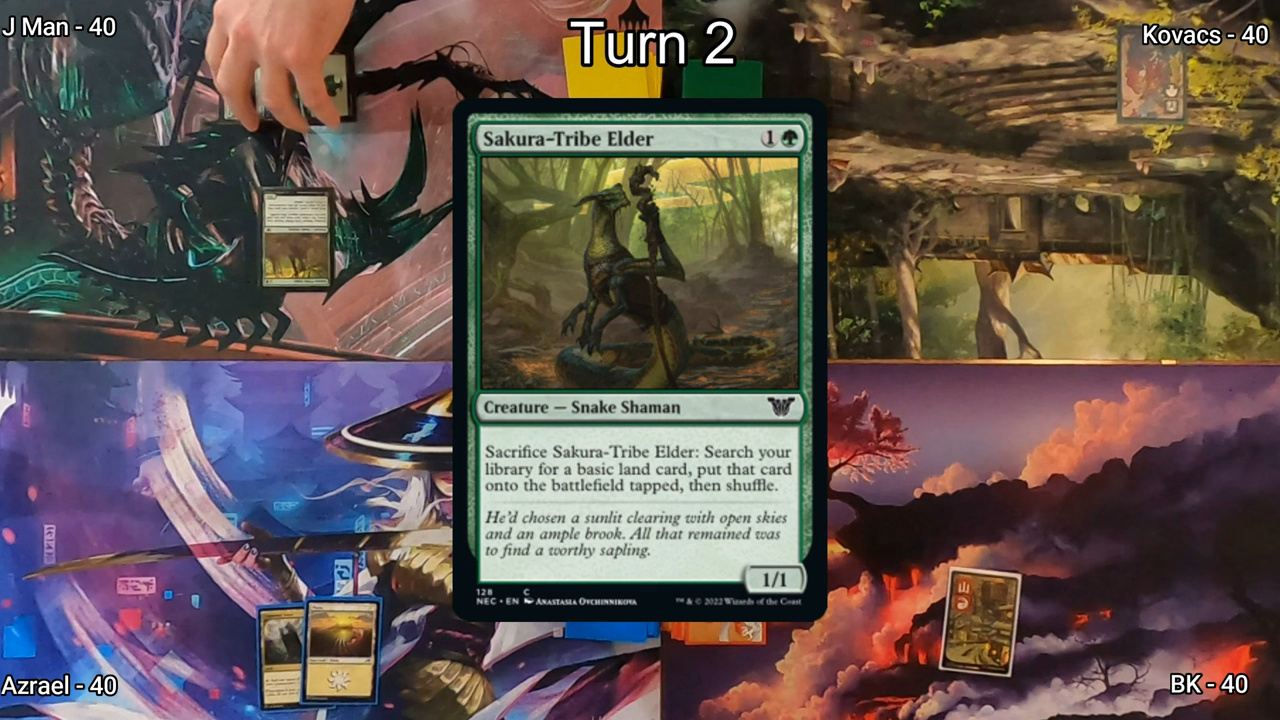 J Man - 40
Turn 2
Kovacs - 40
Sakura-Tribe Elder 1
Creature — Snake Shaman
Sacrifice Sakura-Tribe Elder: Search your
library for a basic land card, put that card
onto the battlefield tapped, then shuffle.
He'd chosen a sunlit clearing with open skies
and an ample brook. All that remained was
to find a worthy sapling.
1/1
128 C
NEC • EN Anastasia Ovchinnikova ™ & © 2022 Wizards of the Coast
Azrael - 40
山
BK - 40